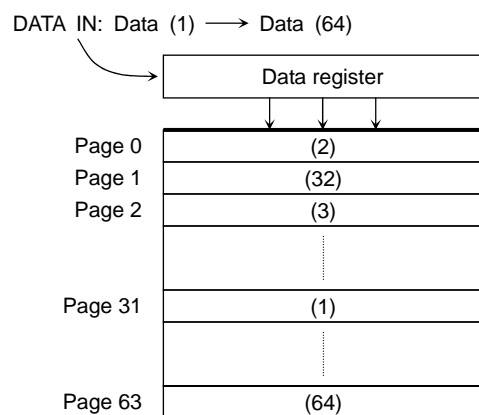 DATA IN: Data (1) → Data (64)
Data register
Page 0 (2)
Page 1 (32)
Page 2 (3)
Page 31 (1)
Page 63 (64)